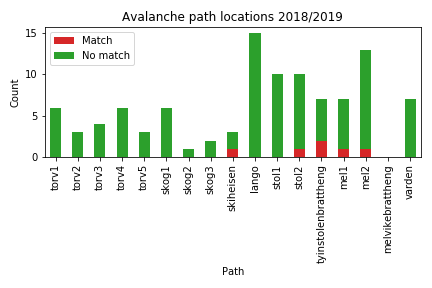 Avalanche path locations 2018/2019
Match
No match
Count
15
10
5
0
torv1
torv2
torv3
torv4
torv5
skog1
skog2
skog3
skiheisen
lango
stol1
stol2
tyinstolenbrattheng
mel1
mel2
melvikebrattheng
varden
Path